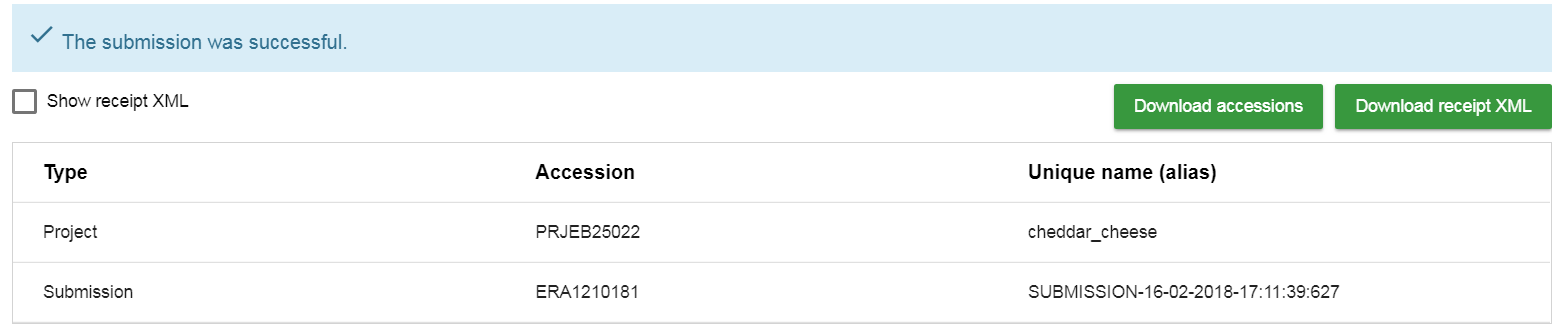 The submission was successful.
Show receipt XML
Download accessions
Download receipt XML
Type Accession Unique name (alias)
Project PRJEB25022 cheddar_cheese
Submission ERA1210181 SUBMISSION-16-02-2018-17:11:39:627